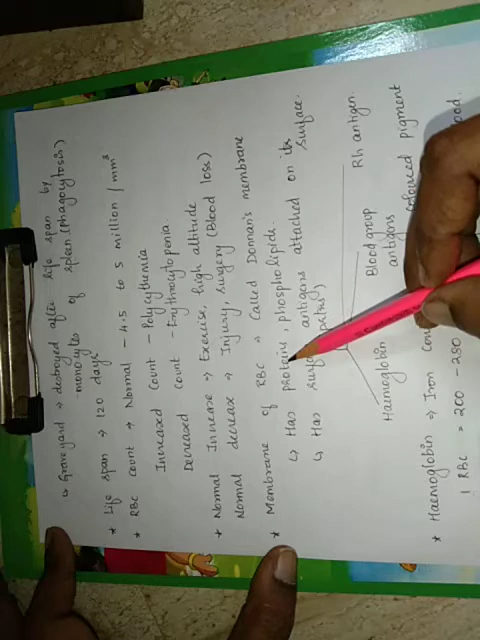 ↳ Graveyard → destroyed after life span by
- monocytes of spleen (Phagocytosis)
* Life span → 120 days
* RBC count → Normal - 4.5 to 5 million / mm³
Increased count - Polycythemia
Decreased count - Erythrocytopenia
* Normal Increase ⇒ Exercise, high altitude
Normal decrease ⇒ Injury, surgery (Blood loss)
* Membrane of RBC → Called Donnan's membrane
↳ Has proteins, phospholipids
↳ Has antigens attached on its surface.
Haemoglobin Blood group antigens Rh antigen
* Haemoglobin ⇒ Iron coloured pigment
1 RBC = 200 - 280